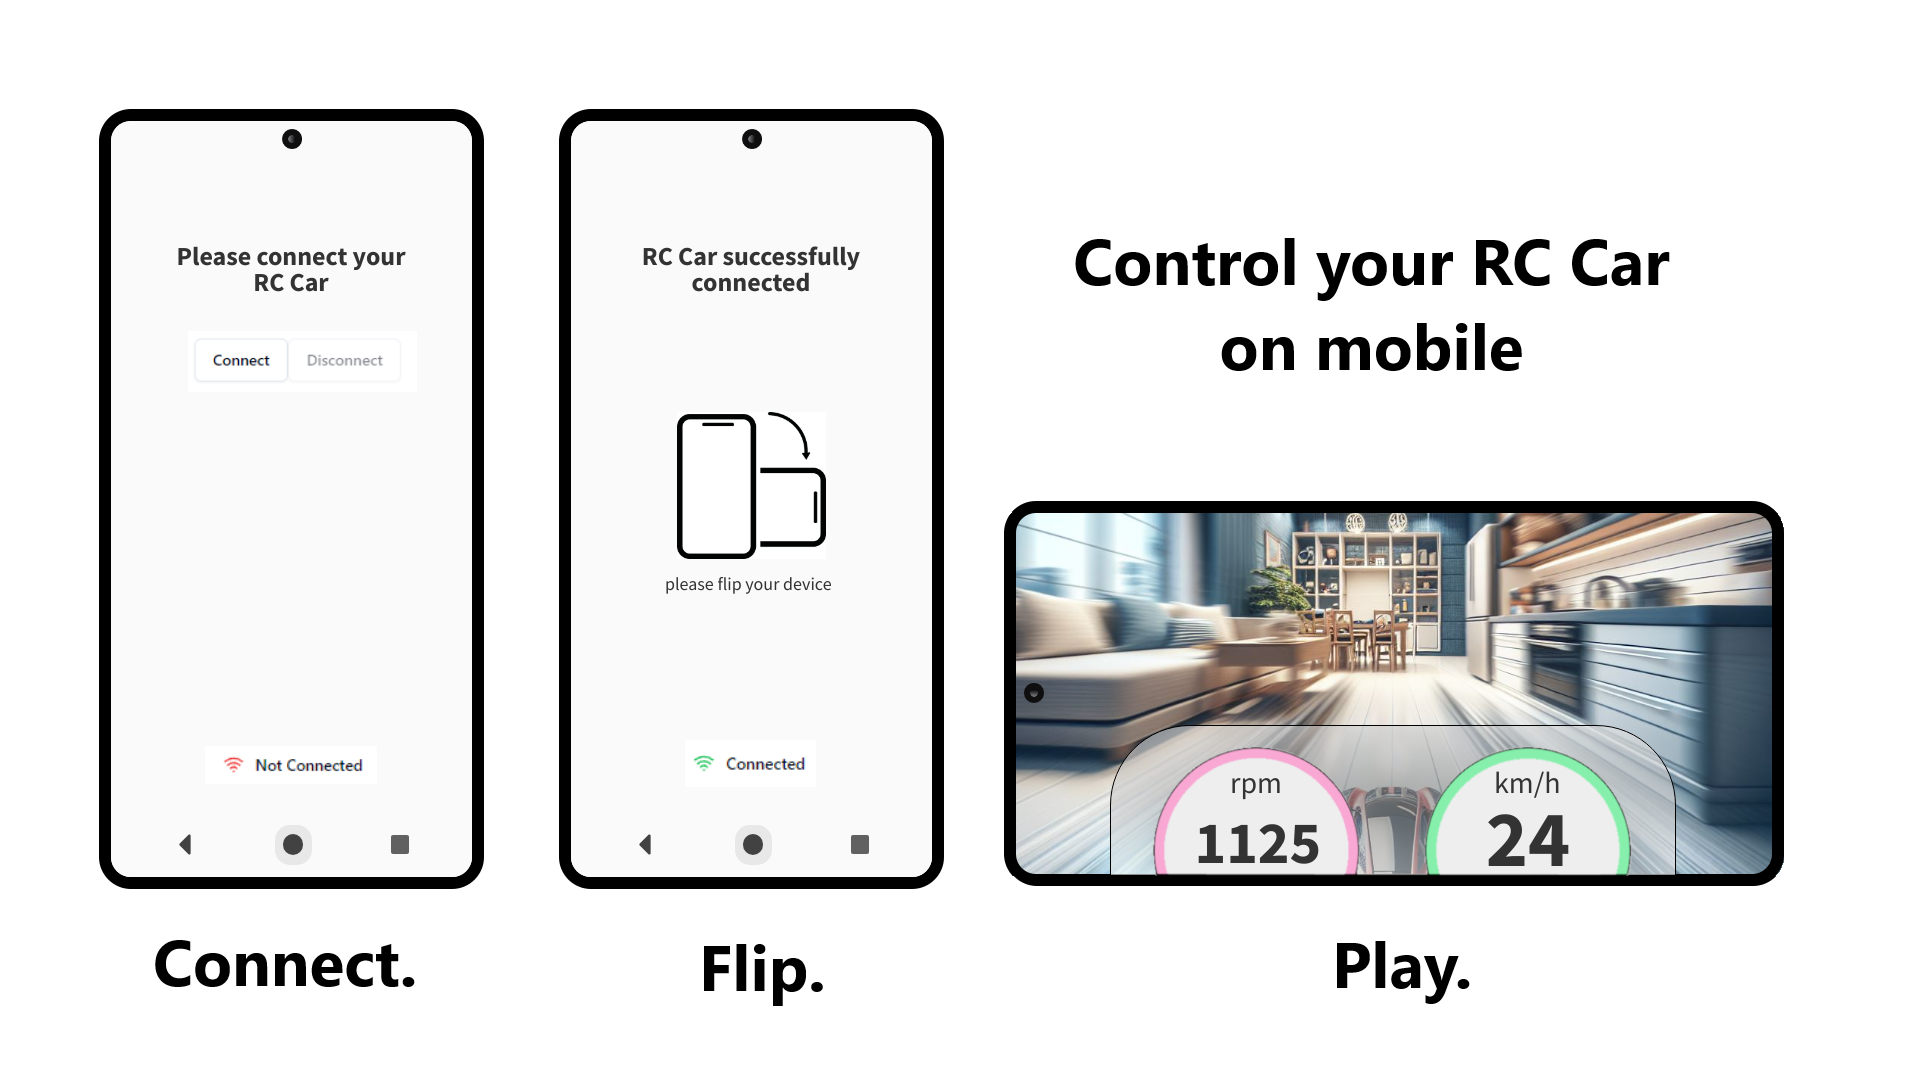 Please connect your
RC Car
Connect
Disconnect
Not Connected
Connect.
RC Car successfully
connected
please flip your device
Connected
Flip.
Control your RC Car
on mobile
rpm
1125
km/h
24
Play.